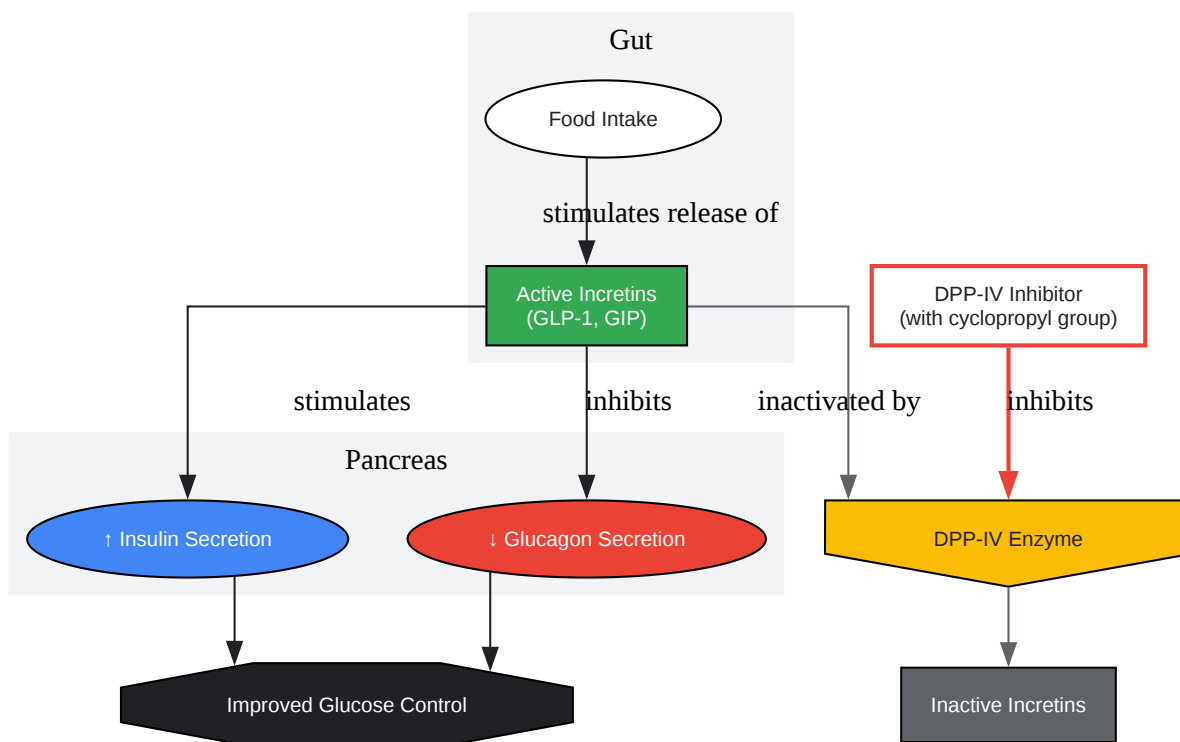 Gut
Food Intake
stimulates release of
Active Incretins
(GLP-1, GIP)
DPP-IV Inhibitor
(with cyclopropyl group)
stimulates
inhibits
inactivated by
inhibits
Pancreas
↑ Insulin Secretion
↓ Glucagon Secretion
DPP-IV Enzyme
Improved Glucose Control
Inactive Incretins